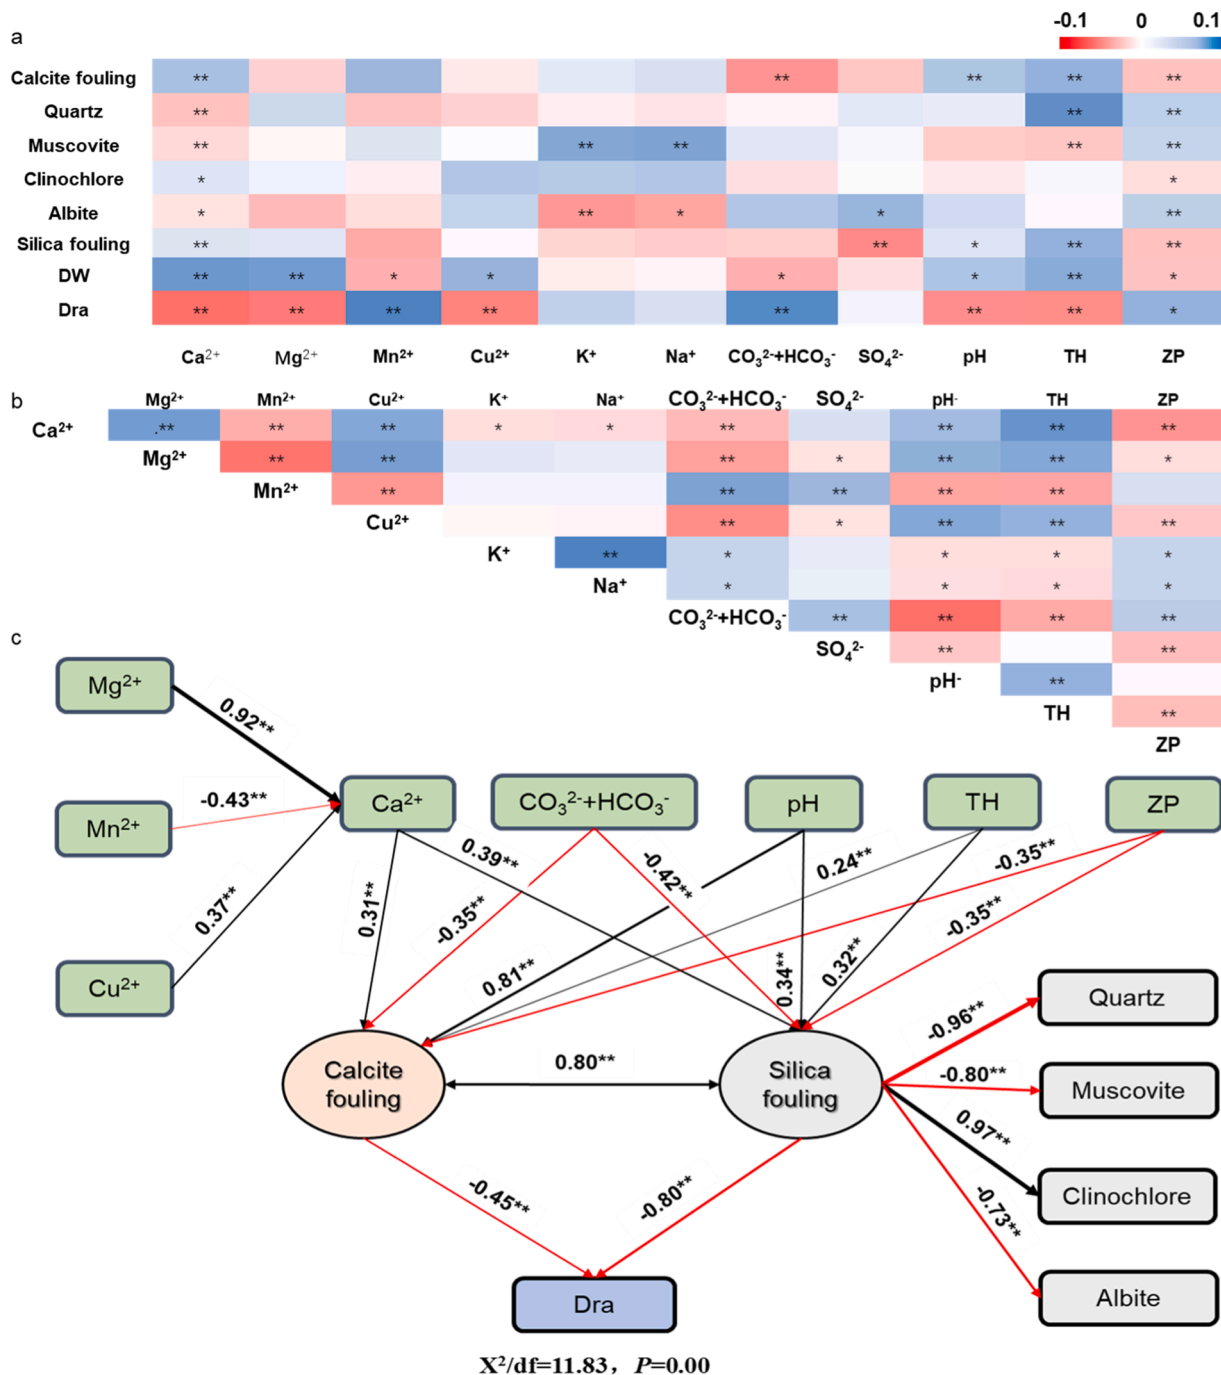 -0.1 0 0.1
a
Calcite fouling ** ** ** ** **
Quartz ** ** **
Muscovite ** ** ** ** **
Clinochlore * *
Albite * ** * * **
Silica fouling ** ** * ** **
DW ** ** * * * * ** *
Dra ** ** ** ** ** ** ** *
Ca²⁺ Mg²⁺ Mn²⁺ Cu²⁺ K⁺ Na⁺ CO₃²⁻+HCO₃⁻ SO₄²⁻ pH TH ZP
b
Mg²⁺ Mn²⁺ Cu²⁺ K⁺ Na⁺ CO₃²⁻+HCO₃⁻ SO₄²⁻ pH⁻ TH ZP
Ca²⁺ .** ** ** * * ** ** ** **
Mg²⁺ ** ** ** * ** ** *
Mn²⁺ ** ** ** ** **
Cu²⁺ ** * ** ** **
K⁺ ** * * * *
Na⁺ * * * *
CO₃²⁻+HCO₃⁻ ** ** ** **
SO₄²⁻ ** **
pH⁻ **
TH **
ZP
c
Mg²⁺
0.92**
Mn²⁺
-0.43**
Cu²⁺
0.37**
Ca²⁺ CO₃²⁻+HCO₃⁻ pH TH ZP
0.31**
0.39**
-0.35**
-0.42**
0.81**
0.34**
0.24**
0.32**
-0.35**
-0.35**
Calcite
fouling
0.80**
Silica
fouling
-0.96**
Quartz
-0.80**
Muscovite
0.97**
Clinochlore
-0.73**
Albite
-0.45**
-0.80**
Dra
X²/df=11.83, P=0.00